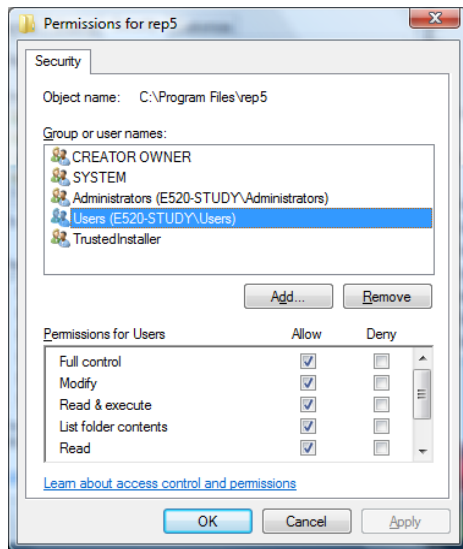 Permissions for rep5
Security
Object name: C:\Program Files\rep5
Group or user names:
CREATOR OWNER
SYSTEM
Administrators (E520-STUDY\Administrators)
Users (E520-STUDY\Users)
TrustedInstaller
Add... Remove
Permissions for Users Allow Deny
Full control
Modify
Read & execute
List folder contents
Read
Learn about access control and permissions
OK Cancel Apply